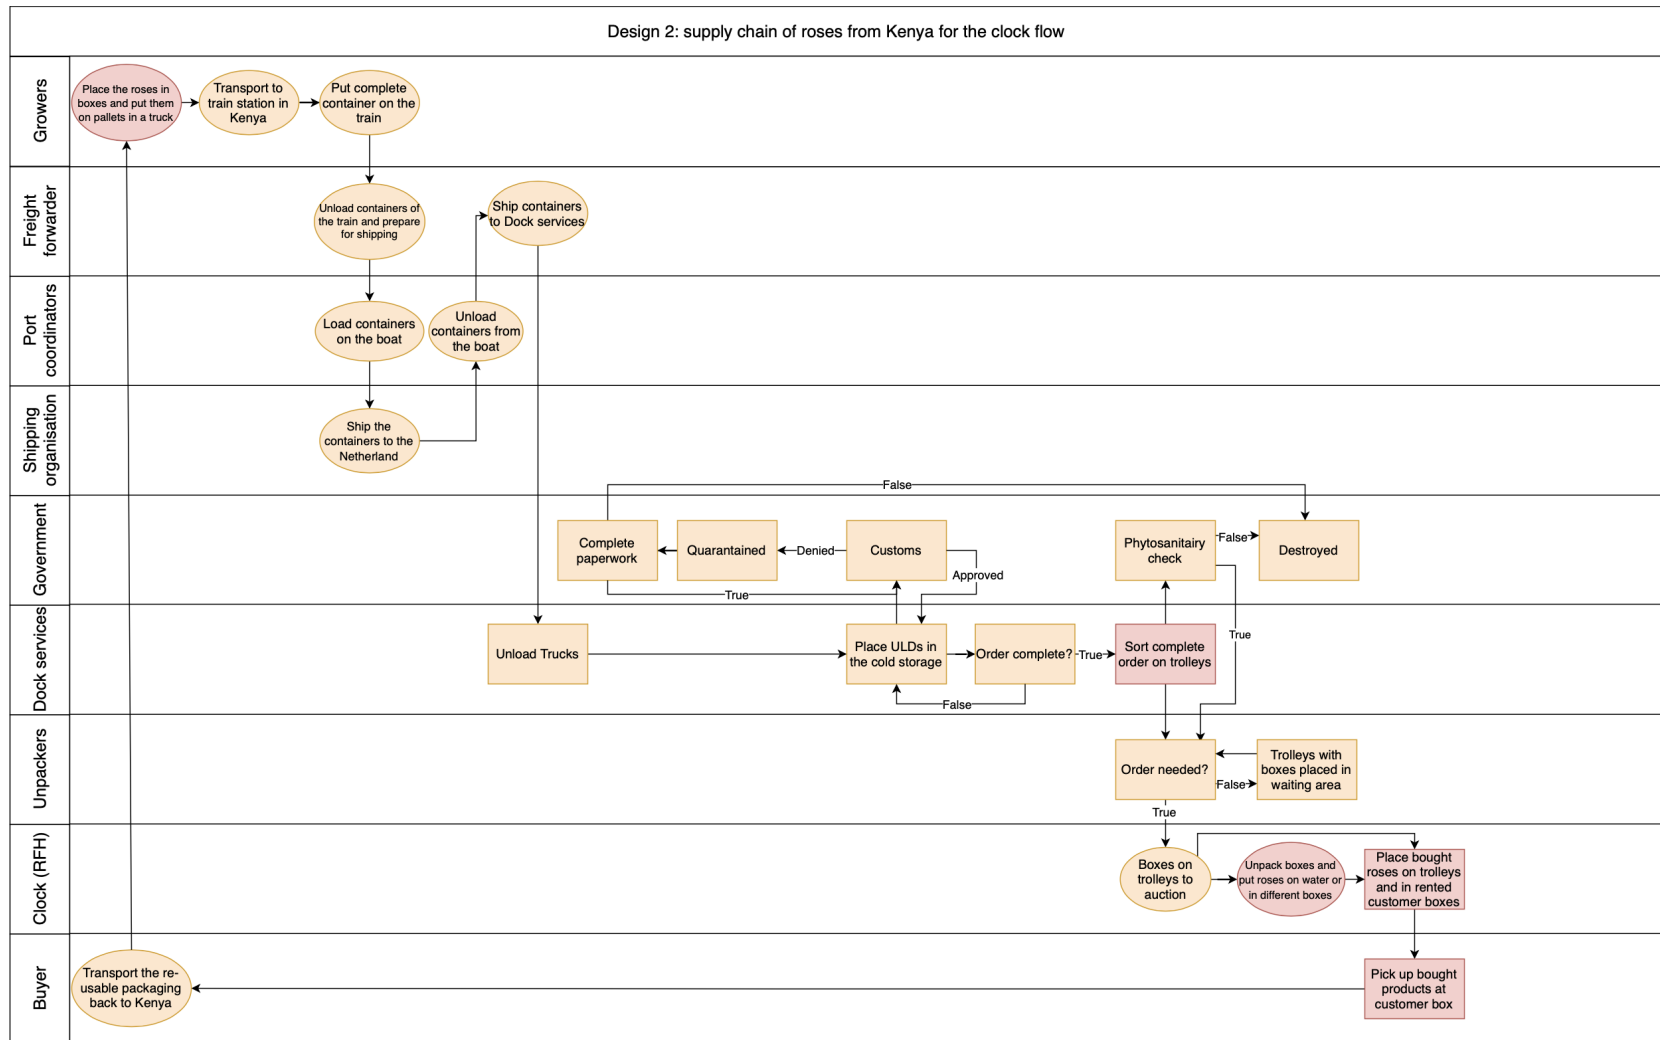 Design 2: supply chain of roses from Kenya for the clock flow
Growers
Place the roses in
boxes and put them
on pallets in a truck
Transport to
train station in
Kenya
Put complete
container on the
train
Freight
forwarder
Unload containers of
the train and prepare
for shipping
Ship containers
to Dock services
Port
coordinators
Load containers
on the boat
Unload
containers from
the boat
Shipping
organisation
Ship the
containers to the
Netherland
False
Government
Complete
paperwork
Quarantained
Denied
Customs
Approved
True
Phytosanitairy
check
False
Destroyed
True
Dock services
Unload Trucks
Place ULDs in
the cold storage
Order complete?
True
False
Sort complete
order on trolleys
Unpackers
Order needed?
False
Trolleys with
boxes placed in
waiting area
True
Clock (RFH)
Boxes on
trolleys to
auction
Unpack boxes and
put roses on water or
in different boxes
Place bought
roses on trolleys
and in rented
customer boxes
Buyer
Transport the re-
usable packaging
back to Kenya
Pick up bought
products at
customer box